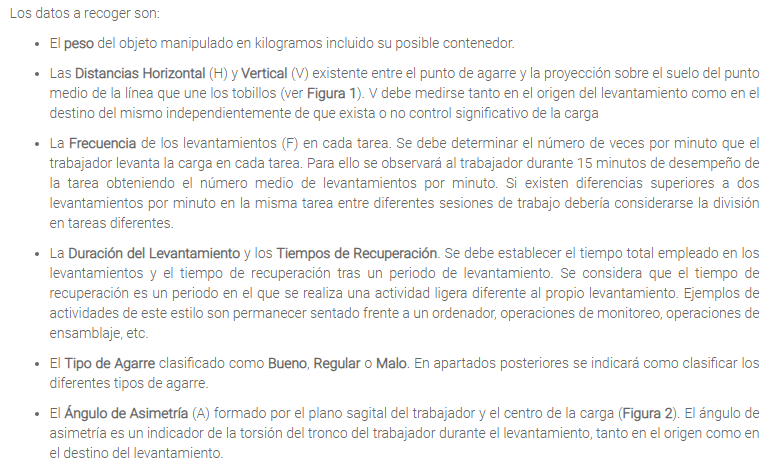 Los datos a recoger son:
• El peso del objeto manipulado en kilogramos incluido su posible contenedor.
• Las Distancias Horizontal (H) y Vertical (V) existente entre el punto de agarre y la proyección sobre el suelo del punto
medio de la línea que une los tobillos (ver Figura 1). V debe medirse tanto en el origen del levantamiento como en el
destino del mismo independientemente de que exista o no control significativo de la carga
• La Frecuencia de los levantamientos (F) en cada tarea. Se debe determinar el número de veces por minuto que el
trabajador levanta la carga en cada tarea. Para ello se observará al trabajador durante 15 minutos de desempeño de
la tarea obteniendo el número medio de levantamientos por minuto. Si existen diferencias superiores a dos
levantamientos por minuto en la misma tarea entre diferentes sesiones de trabajo debería considerarse la división
en tareas diferentes.
• La Duración del Levantamiento y los Tiempos de Recuperación. Se debe establecer el tiempo total empleado en los
levantamientos y el tiempo de recuperación tras un periodo de levantamiento. Se considera que el tiempo de
recuperación es un periodo en el que se realiza una actividad ligera diferente al propio levantamiento. Ejemplos de
actividades de este estilo son permanecer sentado frente a un ordenador, operaciones de monitoreo, operaciones de
ensamblaje, etc.
• El Tipo de Agarre clasificado como Bueno, Regular o Malo. En apartados posteriores se indicará como clasificar los
diferentes tipos de agarre.
• El Ángulo de Asimetría (A) formado por el plano sagital del trabajador y el centro de la carga (Figura 2). El ángulo de
asimetría es un indicador de la torsión del tronco del trabajador durante el levantamiento, tanto en el origen como en
el destino del levantamiento.